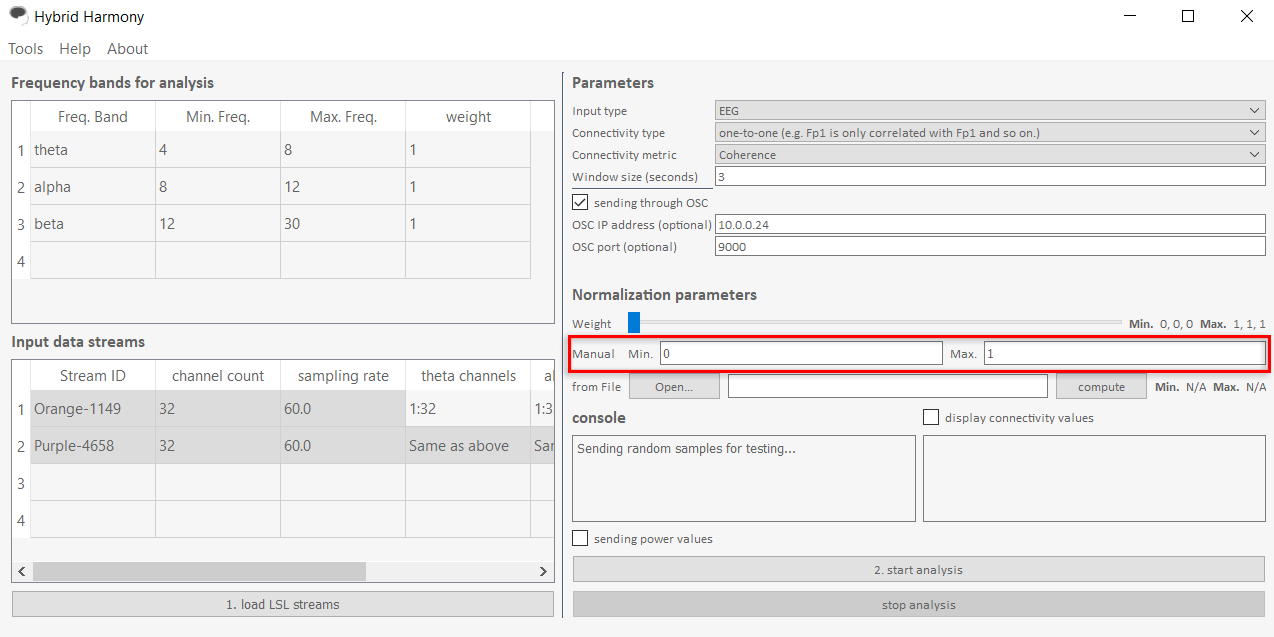 Hybrid Harmony
Tools Help About
Frequency bands for analysis
Freq. Band Min. Freq. Max. Freq. weight
1 theta 4 8 1
2 alpha 8 12 1
3 beta 12 30 1
4
Input data streams
Stream ID channel count sampling rate theta channels al
1 Orange-1149 32 60.0 1:32 1:3
2 Purple-4658 32 60.0 Same as above Sar
3
4
1. load LSL streams
Parameters
Input type EEG
Connectivity type one-to-one (e.g. Fp1 is only correlated with Fp1 and so on.)
Connectivity metric Coherence
Window size (seconds) 3
sending through OSC
OSC IP address (optional) 10.0.0.24
OSC port (optional) 9000
Normalization parameters
Weight Min. 0, 0, 0 Max. 1, 1, 1
Manual Min. 0 Max. 1
from File Open... compute Min. N/A Max. N/A
console display connectivity values
Sending random samples for testing...
sending power values
2. start analysis
stop analysis